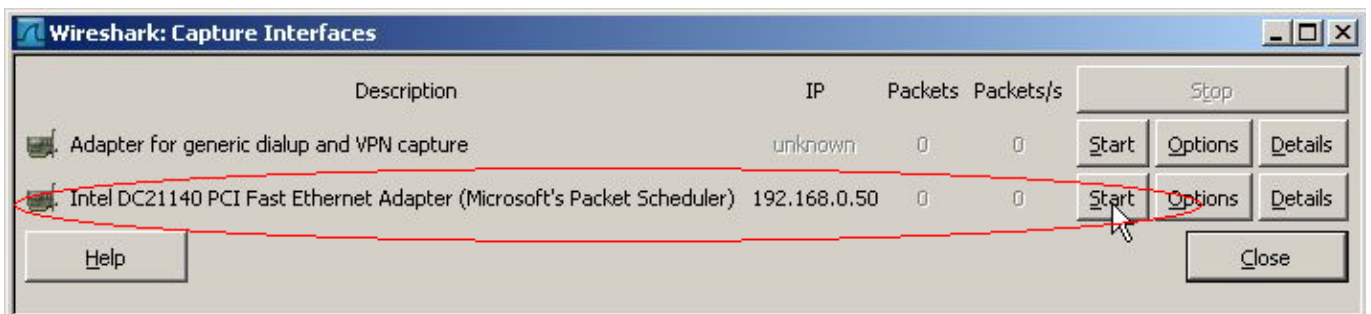 Wireshark: Capture Interfaces
Description IP Packets Packets/s Stop
Adapter for generic dialup and VPN capture unknown 0 0 Start Options Details
Intel DC21140 PCI Fast Ethernet Adapter (Microsoft's Packet Scheduler) 192.168.0.50 0 0 Start Options Details
Help Close